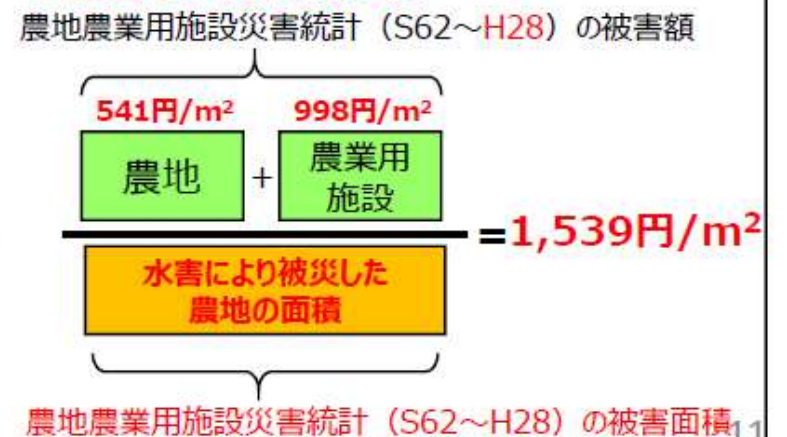 農地農業用施設災害統計（S62～H28）の被害額
541円/m² 998円/m²
農地 + 農業用
施設
=1,539円/m²
水害により被災した
農地の面積
農地農業用施設災害統計（S62～H28）の被害面積
11